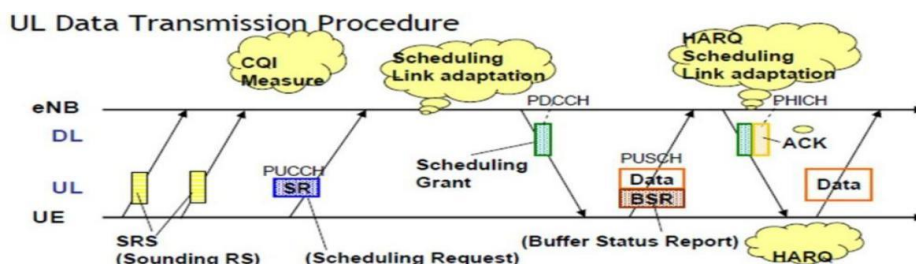 UL Data Transmission Procedure
CQI
Measure
Scheduling
Link adaptation
HARQ
Scheduling
Link adaptation
eNB
PDCCH
PHICH
DL
ACK
Scheduling
Grant
PUCCH
PUSCH
UL
SR
Data
Data
BSR
UE
SRS
(Sounding RS)
(Scheduling Request)
(Buffer Status Report)
HARQ